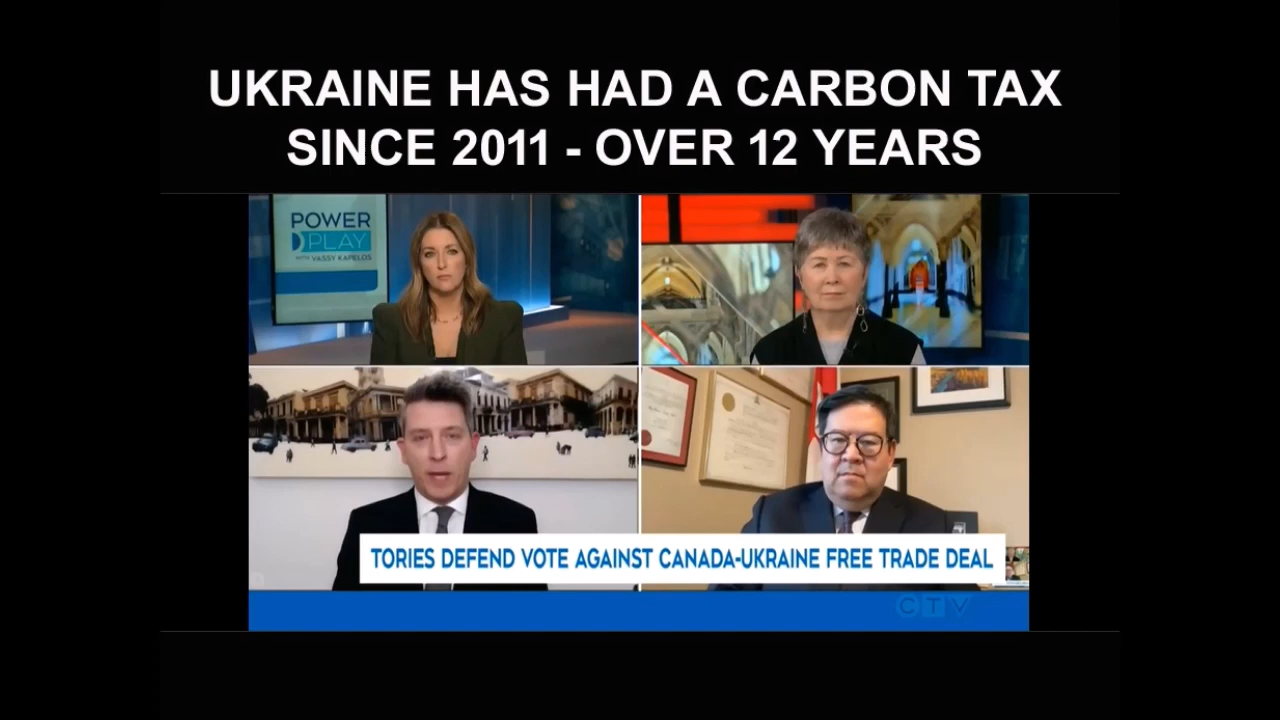 UKRAINE HAS HAD A CARBON TAX
SINCE 2011 - OVER 12 YEARS
POWER
PLAY
WITH VASSY KAPELOS
TORIES DEFEND VOTE AGAINST CANADA-UKRAINE FREE TRADE DEAL
CTV